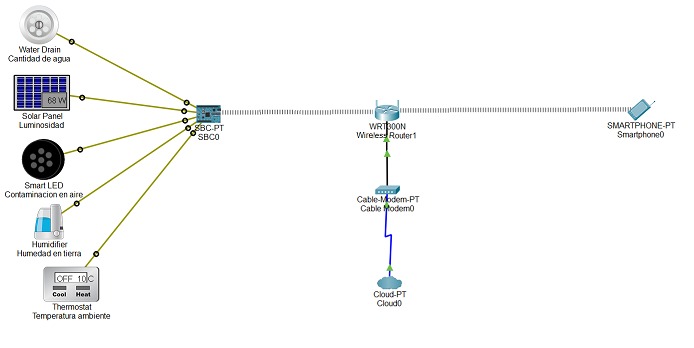 Water Drain
Cantidad de agua
68 W
Solar Panel
Luminosidad
SBC-PT
SBC0
WRT300N
Wireless Router1
SMARTPHONE-PT
Smartphone0
Smart LED
Contaminacion en aire
Cable-Modem-PT
Cable Modem0
Humidifier
Humedad en tierra
OFF 10 C
Cool Heat
Thermostat
Temperatura ambiente
Cloud-PT
Cloud0